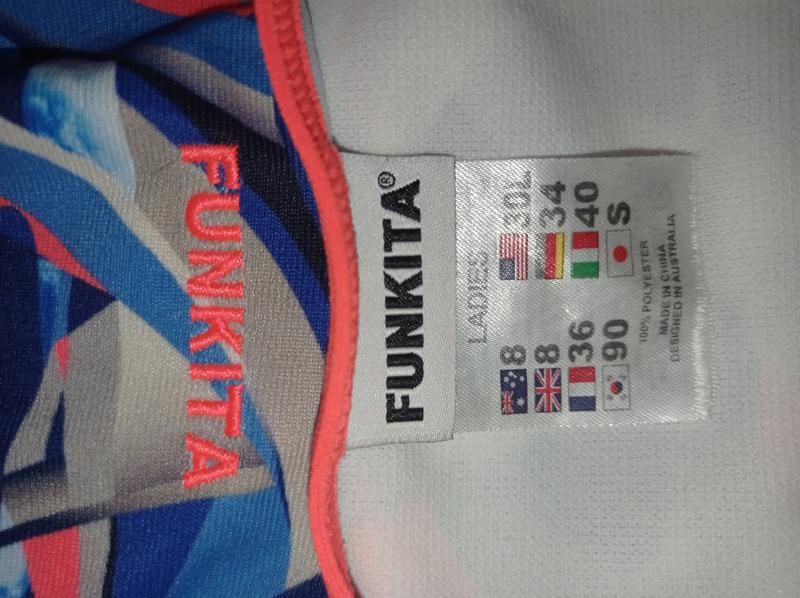 FUNKITA
FUNKITA®
LADIES
8 30L
8 34
36 40
90 S
100% POLYESTER
MADE IN CHINA
DESIGNED IN AUSTRALIA